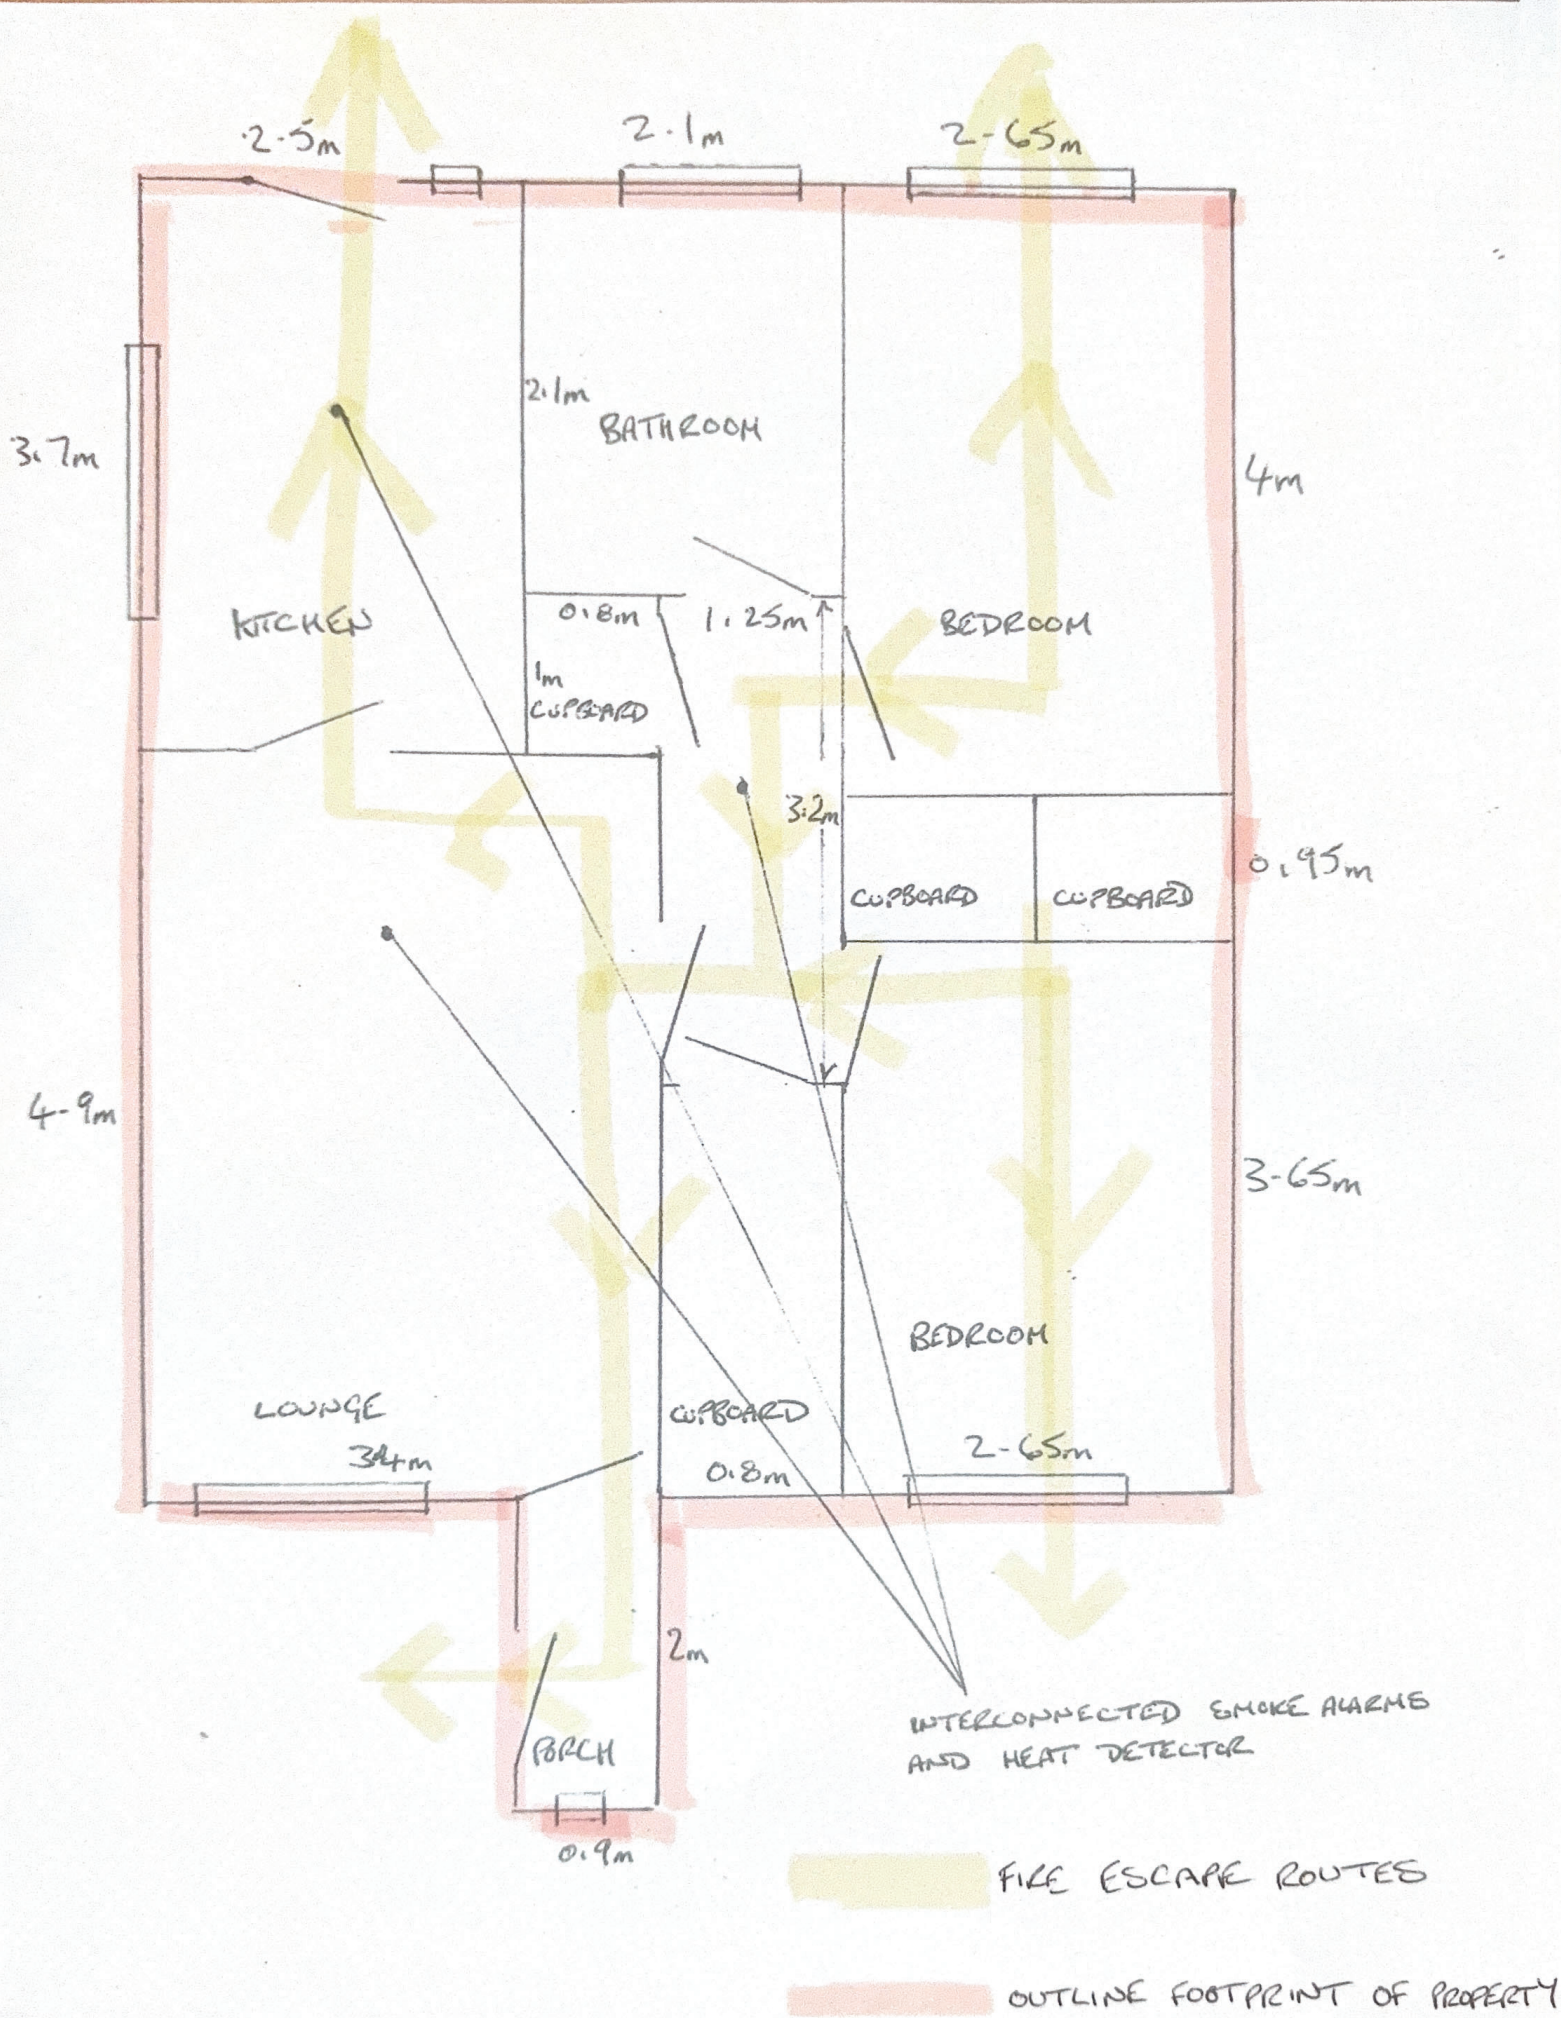 2.5m
2.1m
2-65m
3.7m
2.1m
BATHROOM
4m
KITCHEN
0.8m
1.25m
BEDROOM
1m
CUPBOARD
3.2m
CUPBOARD
CUPBOARD
0.95m
4-9m
3-65m
BEDROOM
LOUNGE
CUPBOARD
3.4m
0.8m
2-65m
2m
PORCH
0.9m
INTERCONNECTED SMOKE ALARMS
AND HEAT DETECTOR
FIRE ESCAPE ROUTES
OUTLINE FOOTPRINT OF PROPERTY